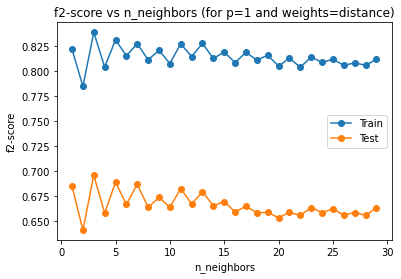 f2-score vs n_neighbors (for p=1 and weights=distance)
f2-score
0.825
0.800
0.775
0.750
0.725
0.700
0.675
0.650
Train
Test
0 5 10 15 20 25 30
n_neighbors